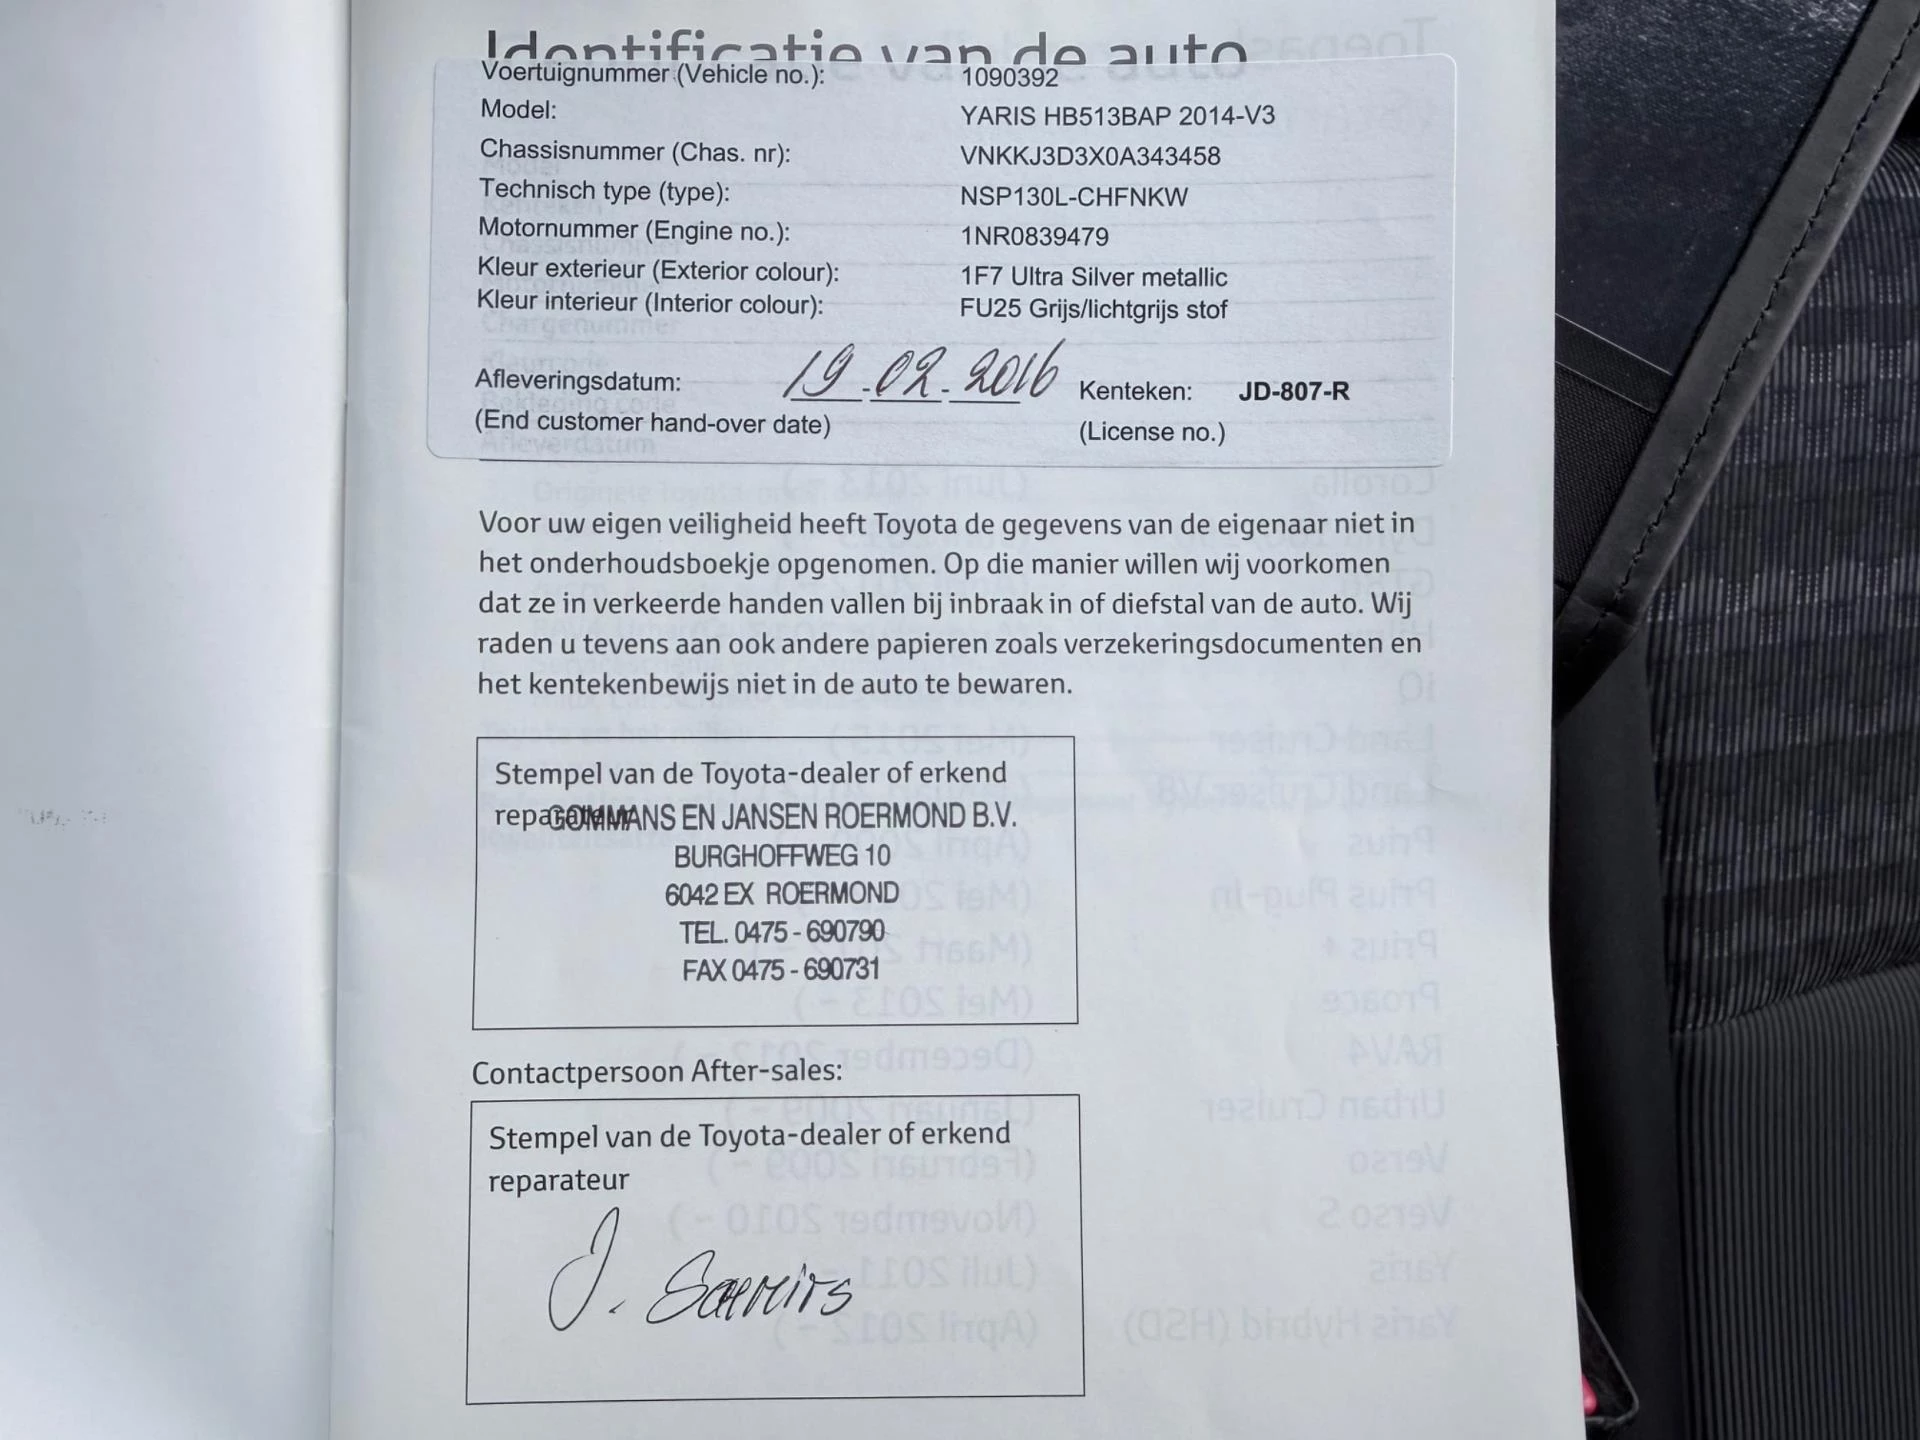 Identificatie van de auto
Voertuignummer (Vehicle no.): 1090392
Model: YARIS HB513BAP 2014-V3
Chassisnummer (Chas. nr): VNKKJ3D3X0A343458
Technisch type (type): NSP130L-CHFNKW
Motornummer (Engine no.): 1NR0839479
Kleur exterieur (Exterior colour): 1F7 Ultra Silver metallic
Kleur interieur (Interior colour): FU25 Grijs/lichtgrijs stof
Afleveringsdatum: 19-02-2016 Kenteken: JD-807-R
(End customer hand-over date) (License no.)
Voor uw eigen veiligheid heeft Toyota de gegevens van de eigenaar niet in
het onderhoudsboekje opgenomen. Op die manier willen wij voorkomen
dat ze in verkeerde handen vallen bij inbraak in of diefstal van de auto. Wij
raden u tevens aan ook andere papieren zoals verzekeringsdocumenten en
het kentekenbewijs niet in de auto te bewaren.
Stempel van de Toyota-dealer of erkend
reparateur
GOMMANS EN JANSEN ROERMOND B.V.
BURGHOFFWEG 10
6042 EX ROERMOND
TEL. 0475 - 690790
FAX 0475 - 690731
Contactpersoon After-sales:
Stempel van de Toyota-dealer of erkend
reparateur
J.